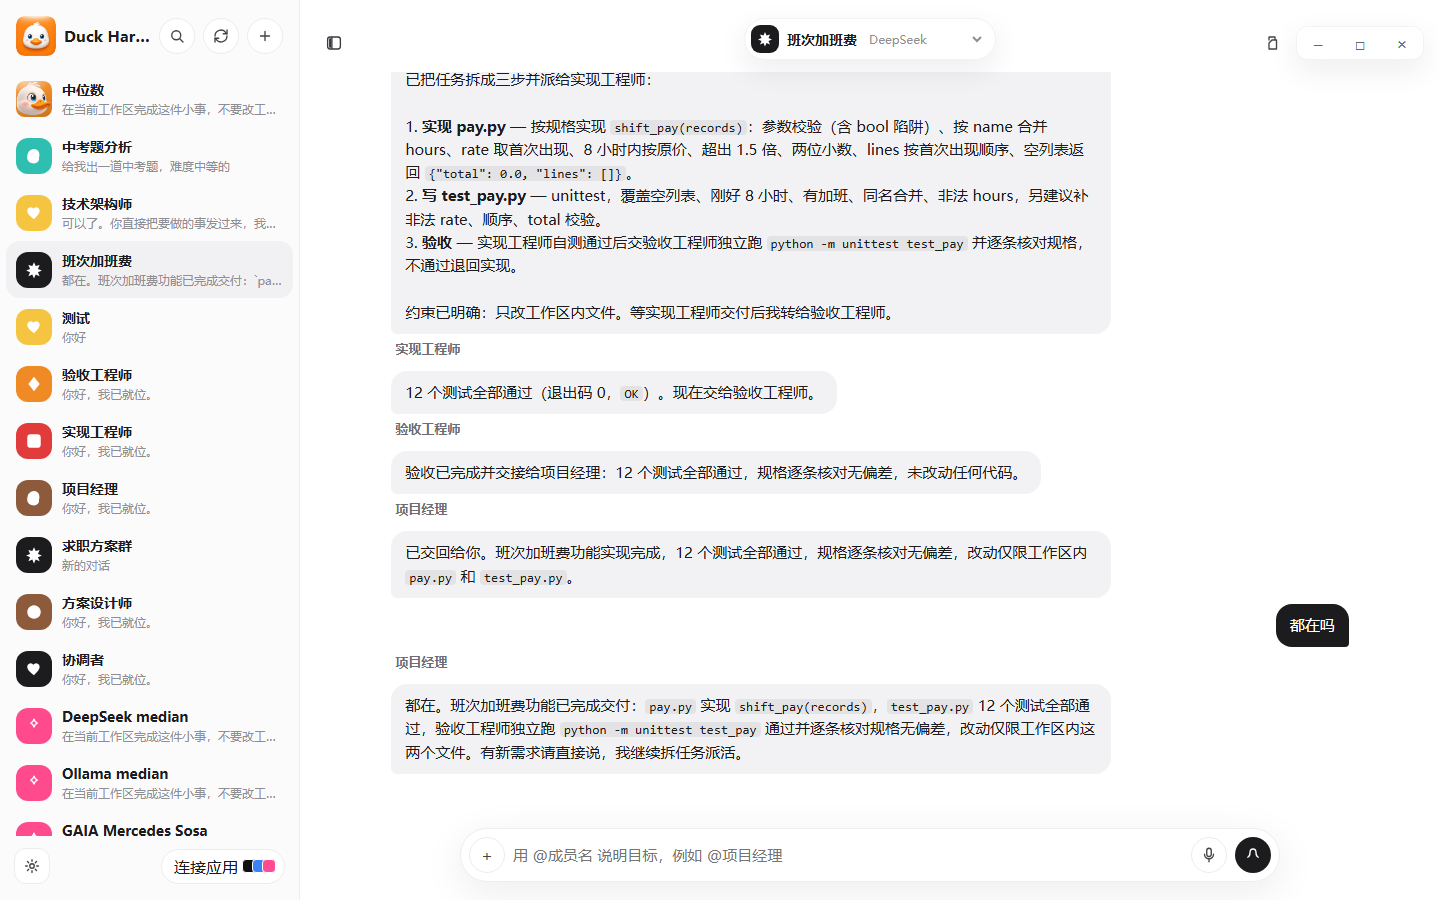 Duck Har...
中位数
在当前工作区完成这件小事，不要改工...
中考题分析
给我出一道中考题，难度中等的
技术架构师
可以了。你直接把要做的事发过来，我...
班次加班费
都在。班次加班费功能已完成交付：`pa...
测试
你好
验收工程师
你好，我已就位。
实现工程师
你好，我已就位。
项目经理
你好，我已就位。
求职方案群
新的对话
方案设计师
你好，我已就位。
协调者
你好，我已就位。
DeepSeek median
在当前工作区完成这件小事，不要改工...
Ollama median
在当前工作区完成这件小事，不要改工...
GAIA Mercedes Sosa
连接应用
班次加班费 DeepSeek
已把任务拆成三步并派给实现工程师：
1. 实现 pay.py — 按规格实现 shift_pay(records)：参数校验（含 bool 陷阱）、按 name 合并
hours、rate 取首次出现、8 小时内按原价、超出 1.5 倍、两位小数、lines 按首次出现顺序、空列表返
回 {"total": 0.0, "lines": []}。
2. 写 test_pay.py — unittest，覆盖空列表、刚好 8 小时、有加班、同名合并、非法 hours，另建议补
非法 rate、顺序、total 校验。
3. 验收 — 实现工程师自测通过后交验收工程师独立跑 python -m unittest test_pay 并逐条核对规格，
不通过退回实现。
约束已明确：只改工作区内文件。等实现工程师交付后我转给验收工程师。
实现工程师
12 个测试全部通过（退出码 0，OK）。现在交给验收工程师。
验收工程师
验收已完成并交接给项目经理：12 个测试全部通过，规格逐条核对无偏差，未改动任何代码。
项目经理
已交回给你。班次加班费功能实现完成，12 个测试全部通过，规格逐条核对无偏差，改动仅限工作区内
pay.py 和 test_pay.py。
都在吗
项目经理
都在。班次加班费功能已完成交付：pay.py 实现 shift_pay(records)，test_pay.py 12 个测试全部通
过，验收工程师独立跑 python -m unittest test_pay 通过并逐条核对规格无偏差，改动仅限工作区内这
两个文件。有新需求请直接说，我继续拆任务派活。
用 @成员名 说明目标，例如 @项目经理